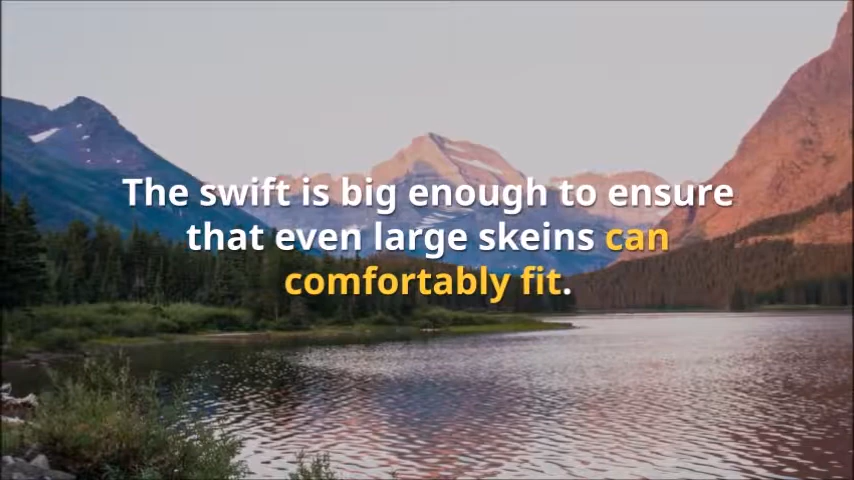 The swift is big enough to ensure
that even large skeins can
comfortably fit.